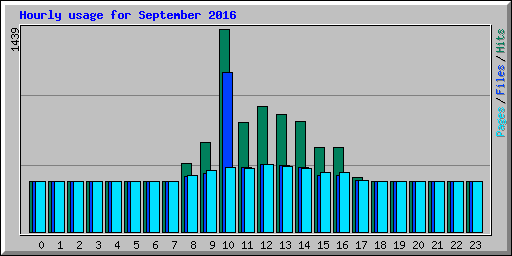 Hourly usage for September 2016
1439
Pages/Files/Hits
0 1 2 3 4 5 6 7 8 9 10 11 12 13 14 15 16 17 18 19 20 21 22 23